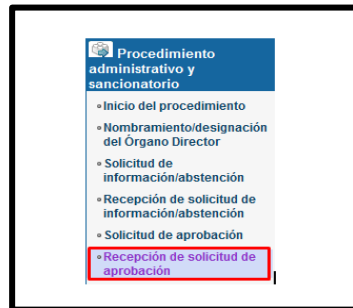 Procedimiento
administrativo y
sancionatorio
Inicio del procedimiento
Nombramiento/designación
del Órgano Director
Solicitud de
información/abstención
Recepción de solicitud de
información/abstención
Solicitud de aprobación
Recepción de solicitud de
aprobación